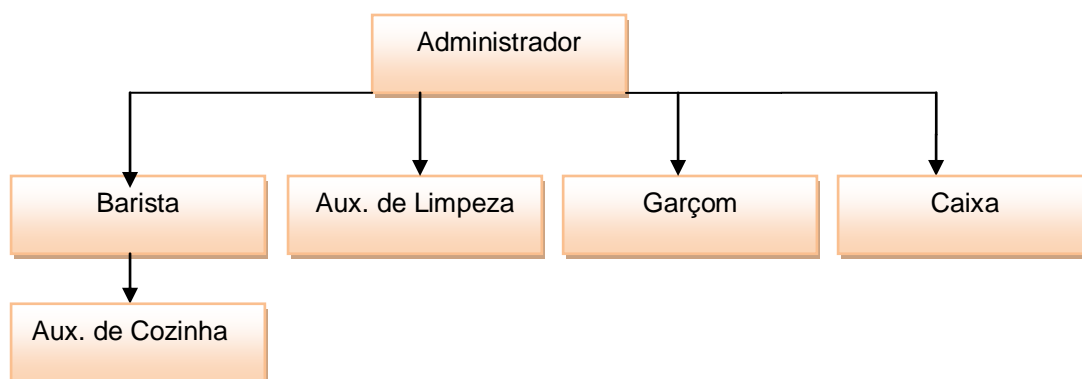 Administrador
Barista
Aux. de Limpeza
Garçom
Caixa
Aux. de Cozinha